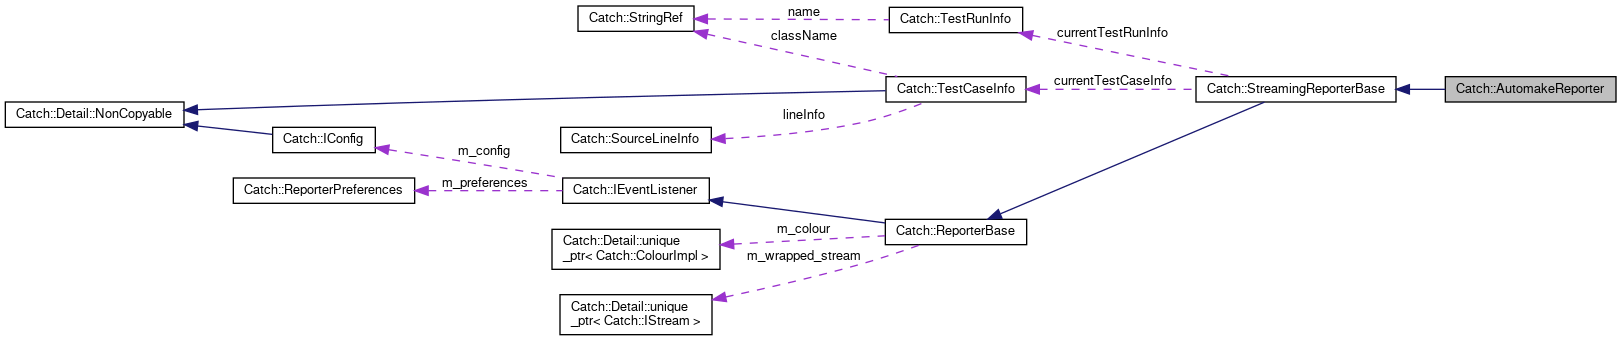 Catch::StringRef
name
Catch::TestRunInfo
className
currentTestRunInfo
Catch::Detail::NonCopyable
Catch::TestCaseInfo
currentTestCaseInfo
Catch::StreamingReporterBase
Catch::AutomakeReporter
lineInfo
Catch::IConfig
Catch::SourceLineInfo
m_config
Catch::ReporterPreferences
m_preferences
Catch::IEventListener
Catch::ReporterBase
m_colour
Catch::Detail::unique
_ptr< Catch::ColourImpl >
m_wrapped_stream
Catch::Detail::unique
_ptr< Catch::IStream >